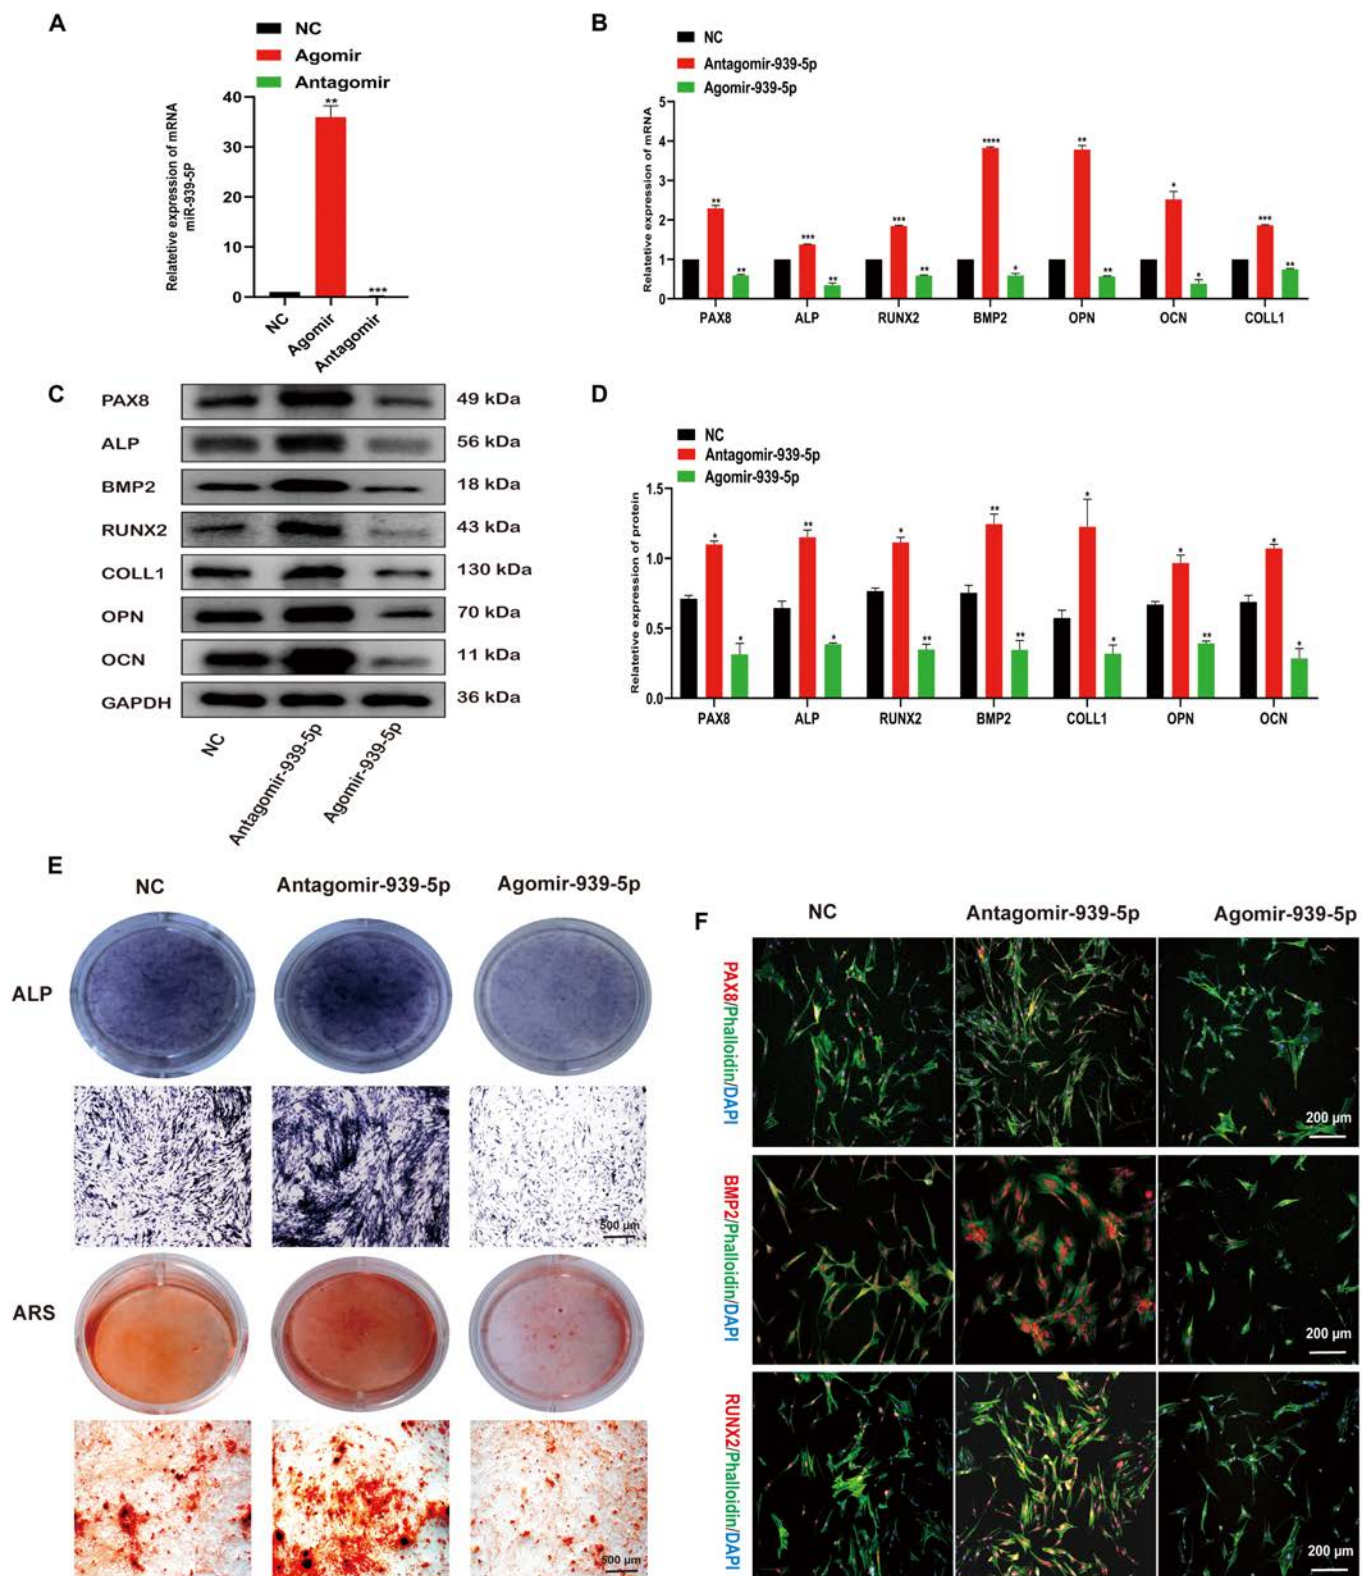 A
NC
Agomir
Antagomir
Relatetive expression of mRNA
miR-939-5P
40
30
20
10
0
**
***
NC
Agomir
Antagomir
B
NC
Antagomir-939-5p
Agomir-939-5p
Relatetive expression of mRNA
5
4
3
2
1
0
** ** *** ** *** ** **** * ** ** * * *** **
PAX8 ALP RUNX2 BMP2 OPN OCN COLL1
C
PAX8 49 kDa
ALP 56 kDa
BMP2 18 kDa
RUNX2 43 kDa
COLL1 130 kDa
OPN 70 kDa
OCN 11 kDa
GAPDH 36 kDa
NC
Antagomir-939-5p
Agomir-939-5p
D
NC
Antagomir-939-5p
Agomir-939-5p
Relatetive expression of protein
1.5
1.0
0.5
0.0
* * ** * * ** ** ** * * * ** * *
PAX8 ALP RUNX2 BMP2 COLL1 OPN OCN
E
NC Antagomir-939-5p Agomir-939-5p
ALP
500 µm
ARS
500 µm
F
NC Antagomir-939-5p Agomir-939-5p
PAX8/Phalloidin/DAPI
200 µm
BMP2/Phalloidin/DAPI
200 µm
RUNX2/Phalloidin/DAPI
200 µm